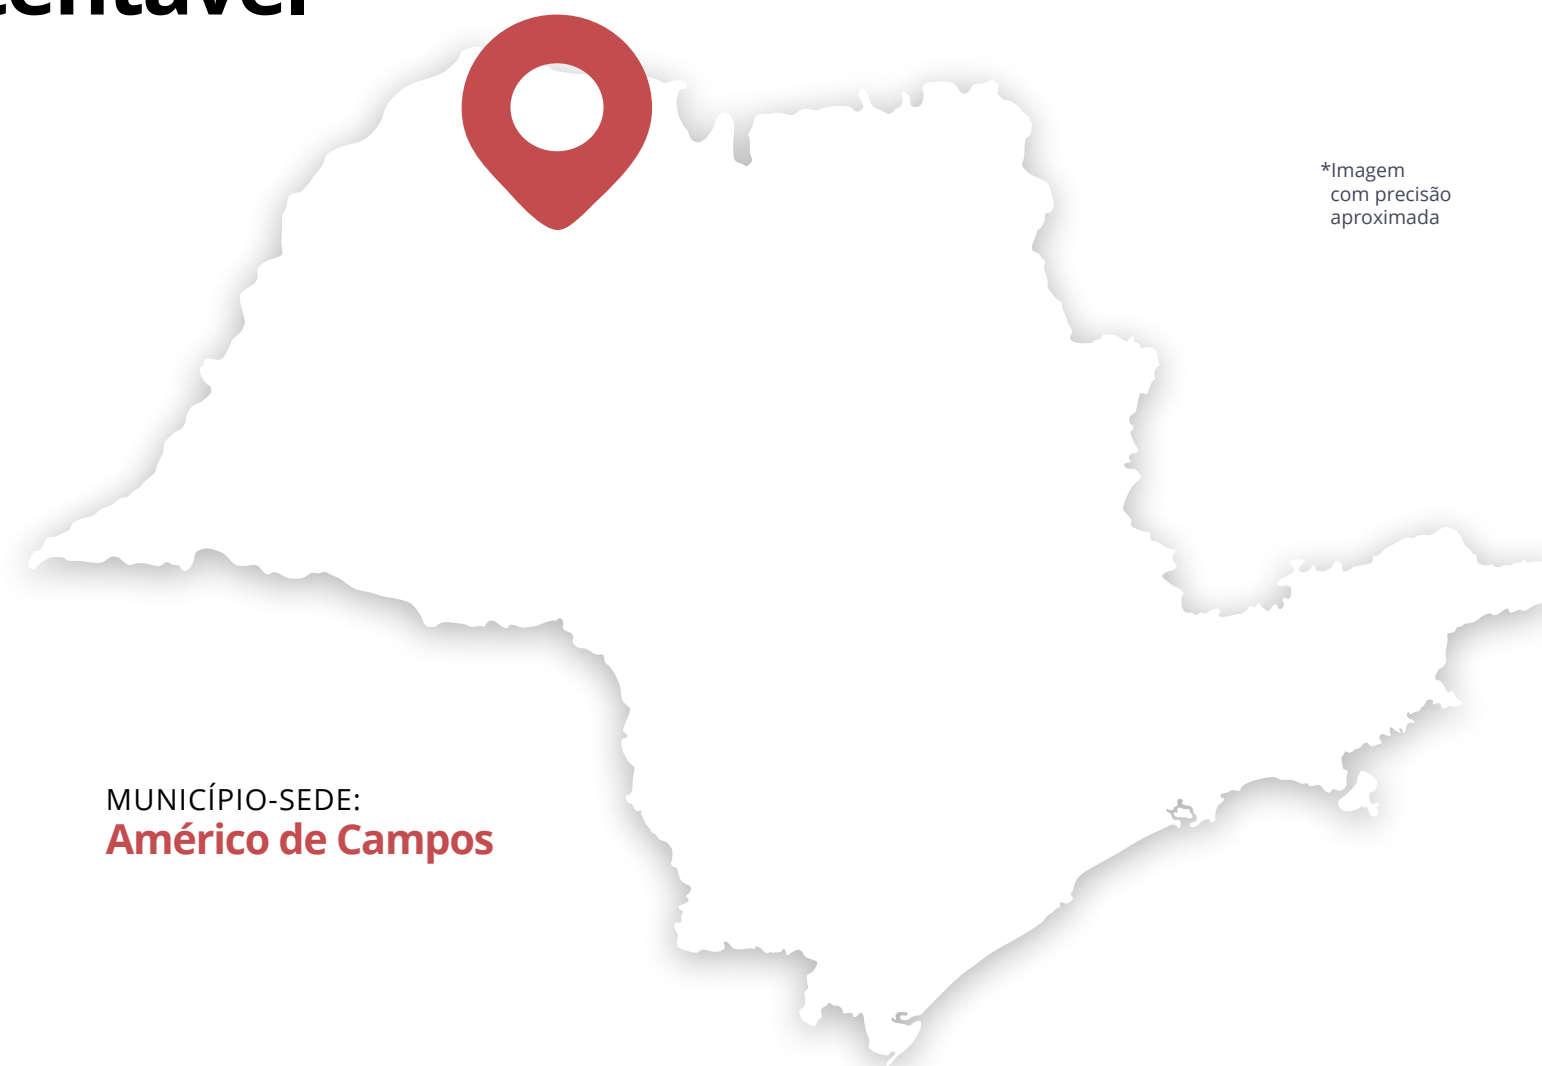 *Imagem
com precisão
aproximada
MUNICÍPIO-SEDE:
Américo de Campos